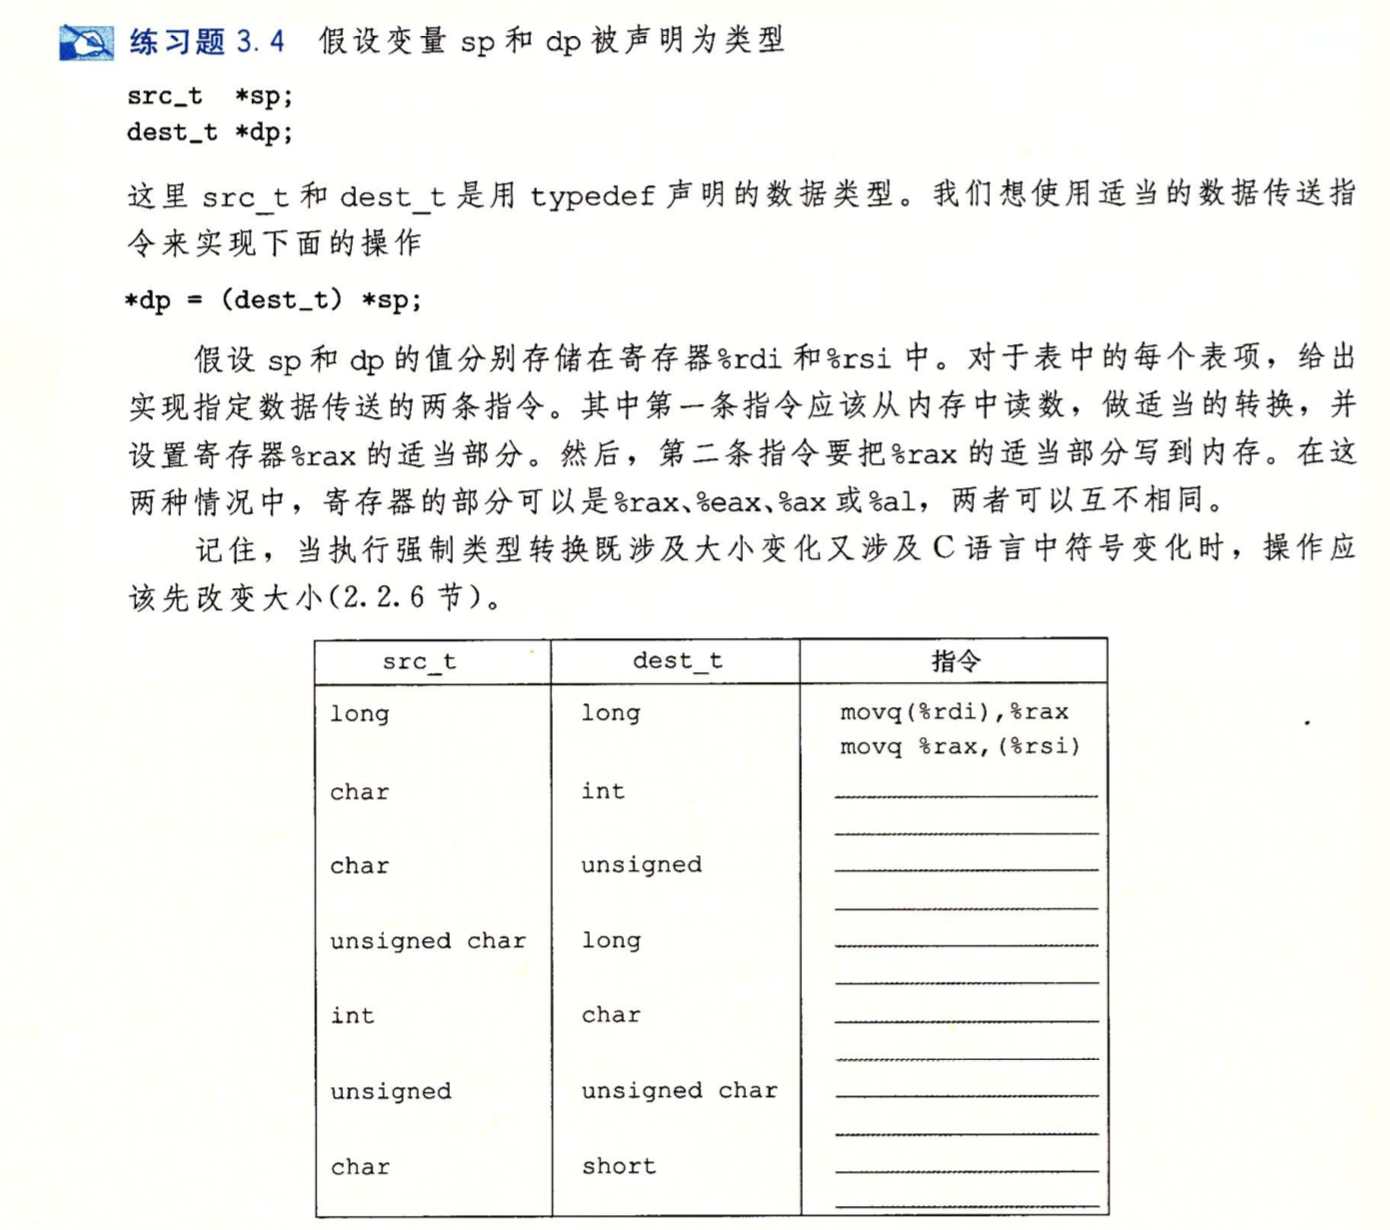 练习题 3.4 假设变量 sp 和 dp 被声明为类型
src_t *sp;
dest_t *dp;
这里 src_t 和 dest_t 是用 typedef 声明的数据类型。我们想使用适当的数据传送指
令来实现下面的操作
*dp = (dest_t) *sp;
假设 sp 和 dp 的值分别存储在寄存器%rdi 和%rsi 中。对于表中的每个表项，给出
实现指定数据传送的两条指令。其中第一条指令应该从内存中读数，做适当的转换，并
设置寄存器%rax 的适当部分。然后，第二条指令要把%rax 的适当部分写到内存。在这
两种情况中，寄存器的部分可以是%rax、%eax、%ax 或%al，两者可以互不相同。
记住，当执行强制类型转换既涉及大小变化又涉及 C 语言中符号变化时，操作应
该先改变大小(2.2.6 节)。
src_t dest_t 指令
long long movq(%rdi),%rax
movq %rax,(%rsi)
char int
char unsigned
unsigned char long
int char
unsigned unsigned char
char short